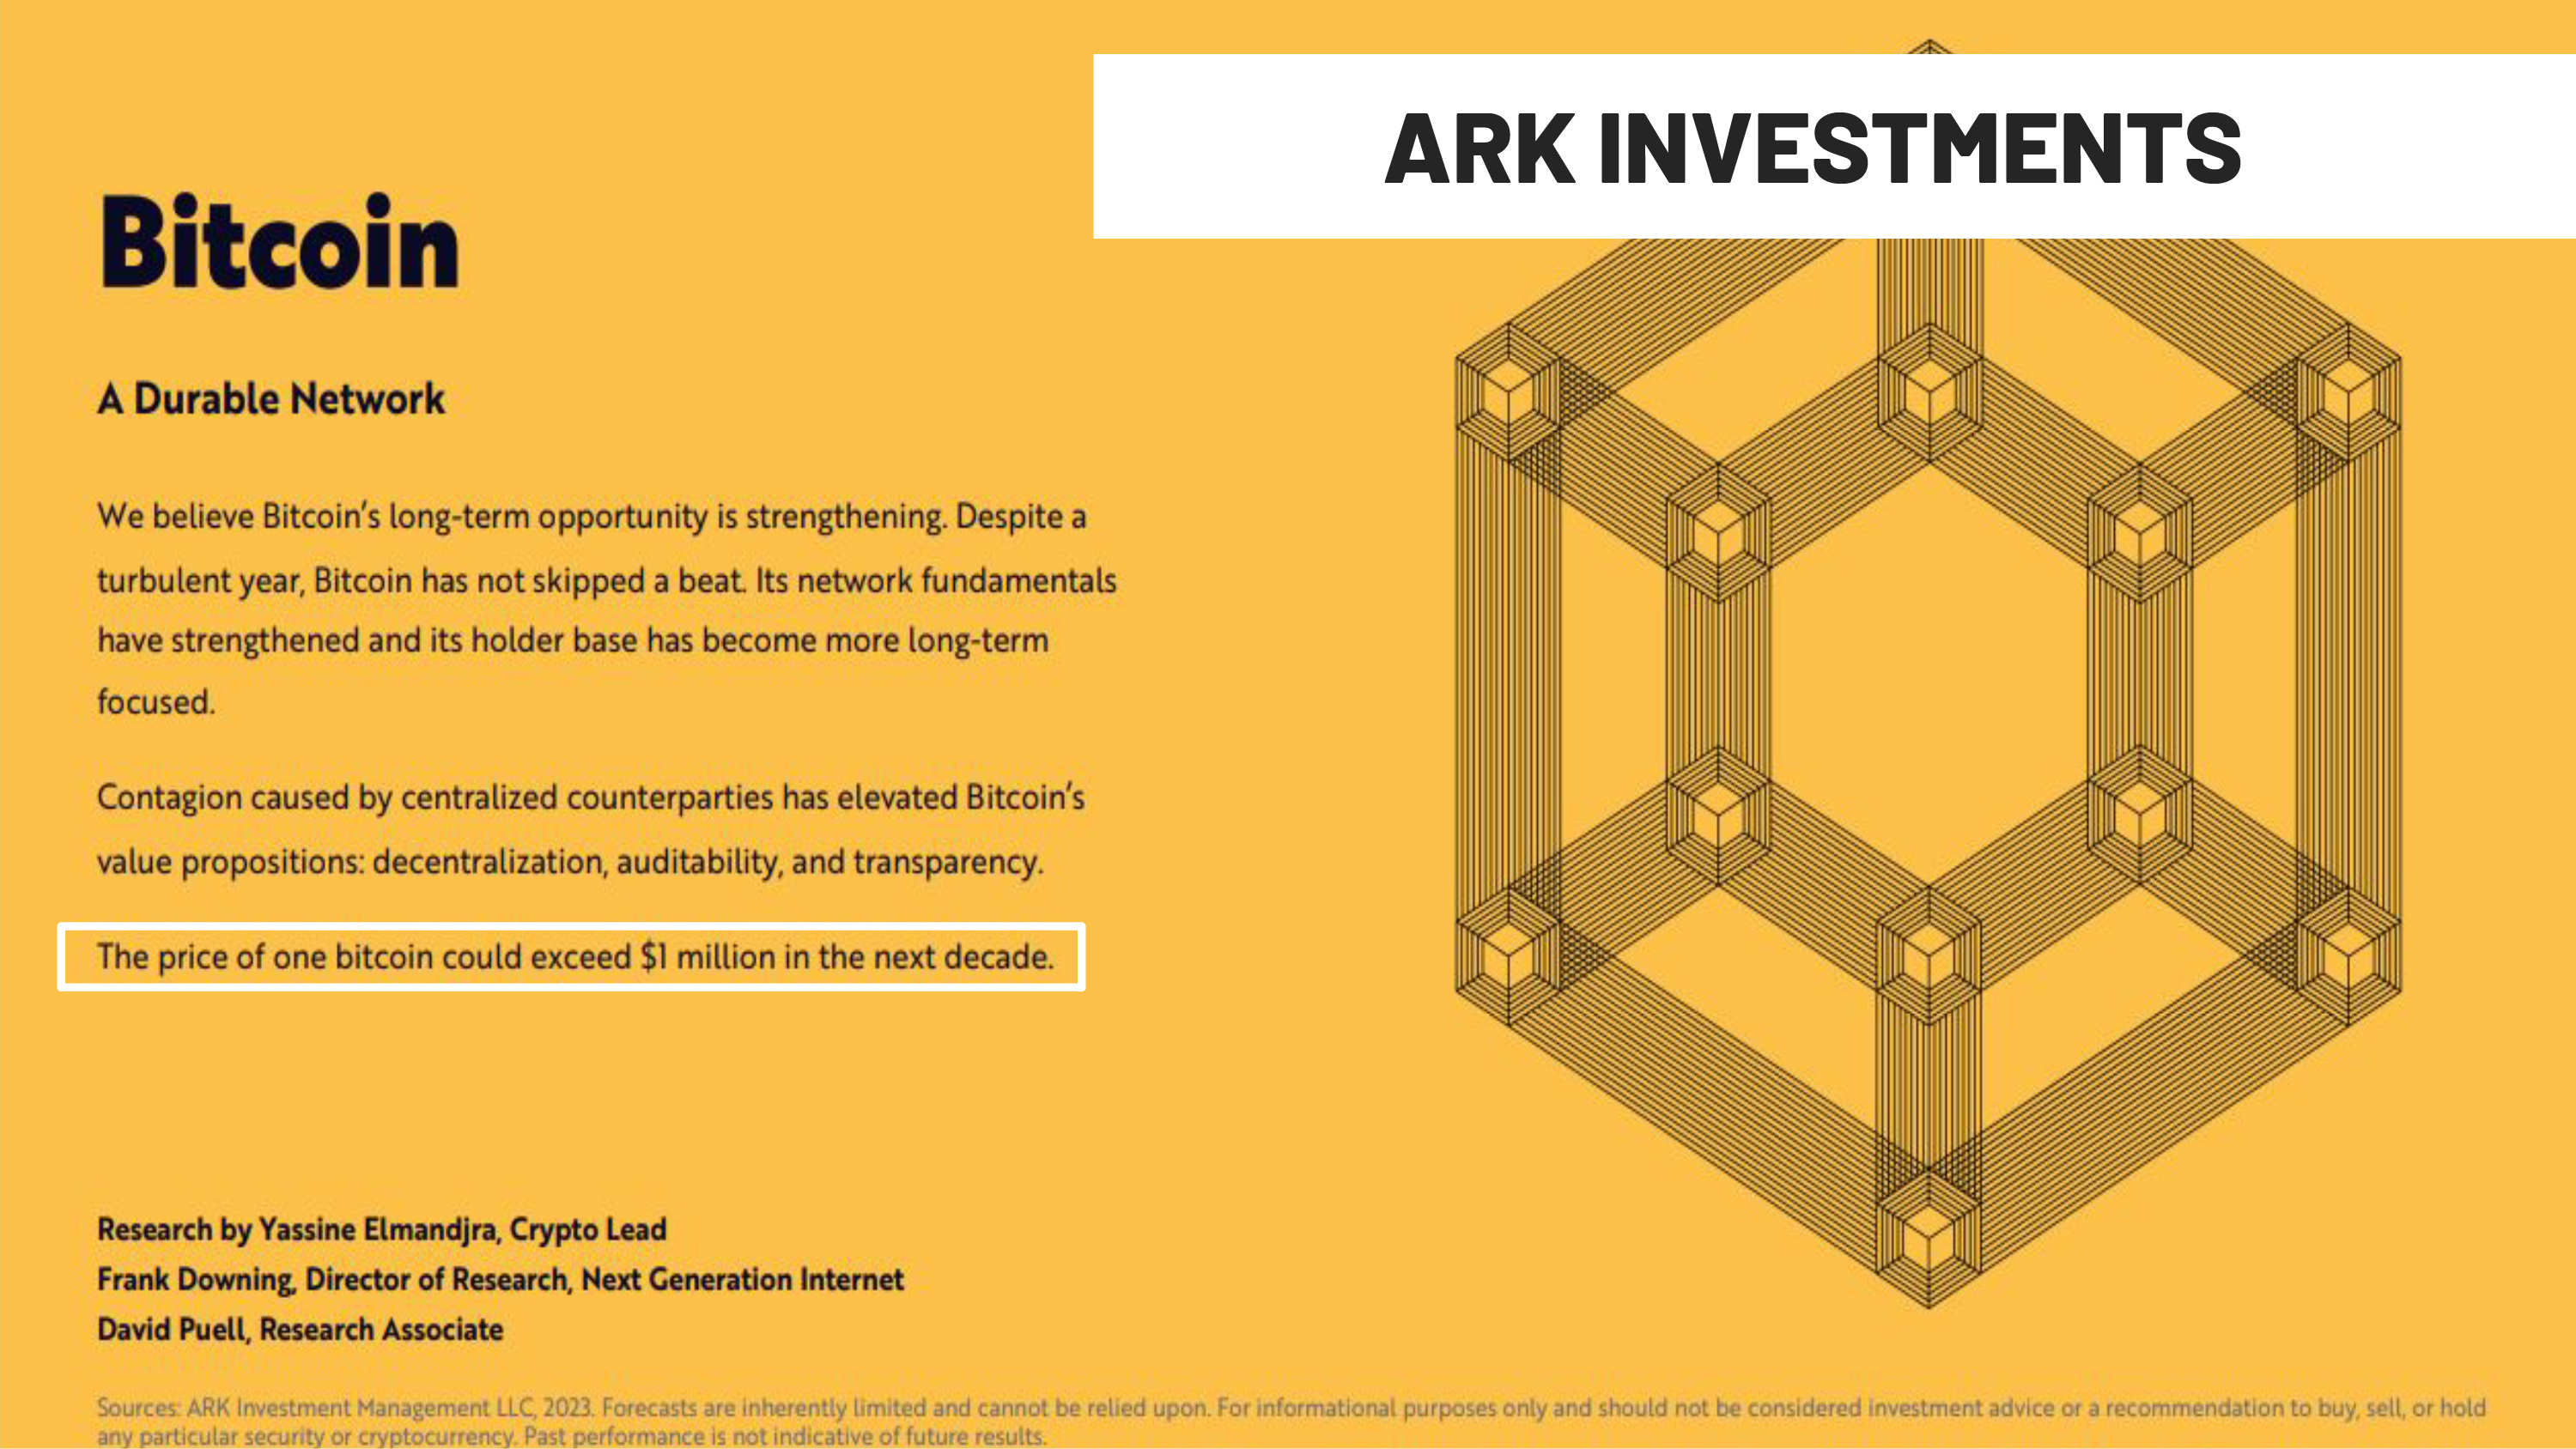 ARK INVESTMENTS
Bitcoin
A Durable Network
We believe Bitcoin's long-term opportunity is strengthening. Despite a
turbulent year, Bitcoin has not skipped a beat. Its network fundamentals
have strengthened and its holder base has become more long-term
focused.
Contagion caused by centralized counterparties has elevated Bitcoin's
value propositions: decentralization, auditability, and transparency.
The price of one bitcoin could exceed $1 million in the next decade.
Research by Yassine Elmandjra, Crypto Lead
Frank Downing, Director of Research, Next Generation Internet
David Puell, Research Associate
Sources: ARK Investment Management LLC, 2023. Forecasts are inherently limited and cannot be relied upon. For informational purposes only and should not be considered investment advice or a recommendation to buy, sell, or hold
any particular security or cryptocurrency. Past performance is not indicative of future results.